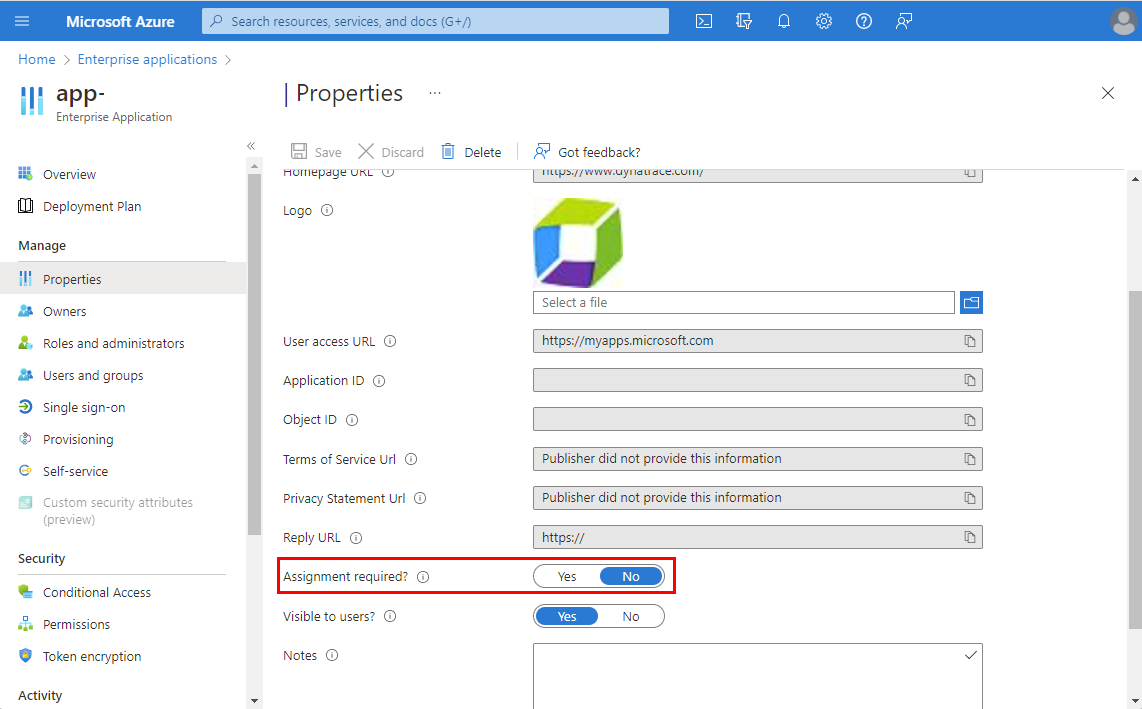 Microsoft Azure
Search resources, services, and docs (G+/)
Home > Enterprise applications >
app-
Enterprise Application
| Properties ...
«
Save Discard Delete Got feedback?
Overview
Deployment Plan
Manage
Properties
Owners
Roles and administrators
Users and groups
Single sign-on
Provisioning
Self-service
Custom security attributes
(preview)
Security
Conditional Access
Permissions
Token encryption
Activity
Homepage URL https://www.dynatrace.com/
Logo
Select a file
User access URL https://myapps.microsoft.com
Application ID
Object ID
Terms of Service Url Publisher did not provide this information
Privacy Statement Url Publisher did not provide this information
Reply URL https://
Assignment required? Yes No
Visible to users? Yes No
Notes